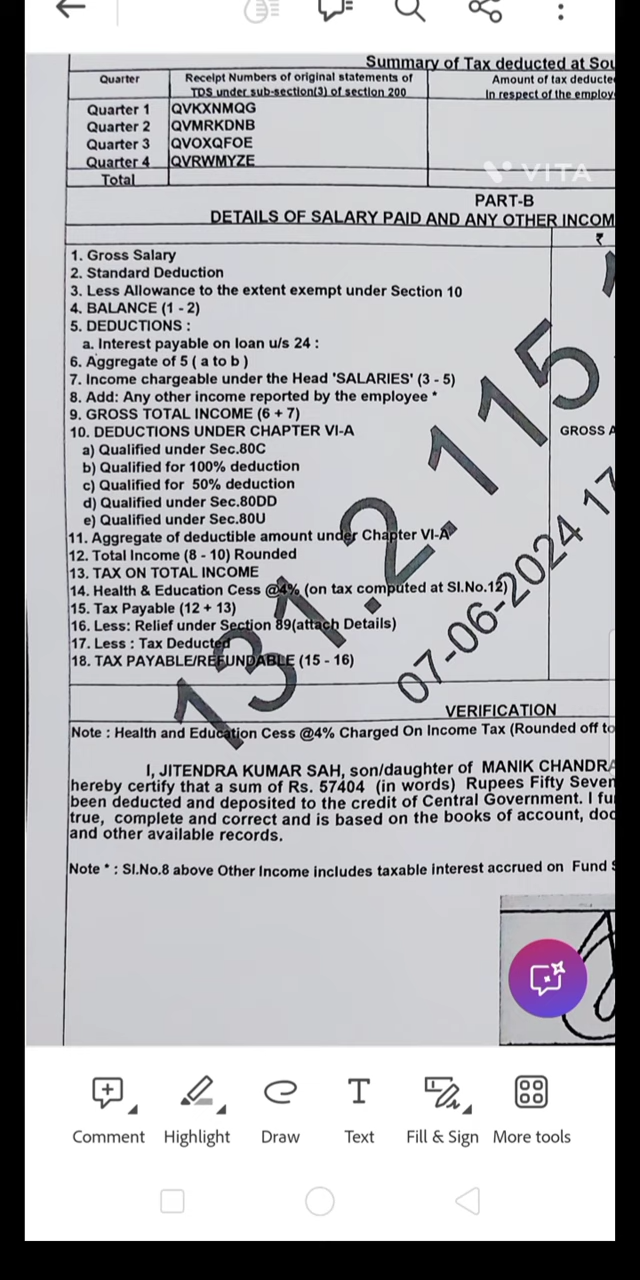 Summary of Tax deducted at Sou
Quarter
Receipt Numbers of original statements of
TDS under sub-section(3) of section 200
Amount of tax deducte
In respect of the employ
Quarter 1 QVKXNMQG
Quarter 2 QVMRKDNB
Quarter 3 QVOXQFOE
Quarter 4 QVRWMYZE
Total
VITA
PART-B
DETAILS OF SALARY PAID AND ANY OTHER INCOM
₹
1. Gross Salary
2. Standard Deduction
3. Less Allowance to the extent exempt under Section 10
4. BALANCE (1 - 2)
5. DEDUCTIONS :
a. Interest payable on loan u/s 24 :
6. Aggregate of 5 ( a to b )
7. Income chargeable under the Head 'SALARIES' (3 - 5)
8. Add: Any other income reported by the employee *
9. GROSS TOTAL INCOME (6 + 7)
10. DEDUCTIONS UNDER CHAPTER VI-A
GROSS A
a) Qualified under Sec.80C
b) Qualified for 100% deduction
c) Qualified for 50% deduction
d) Qualified under Sec.80DD
e) Qualified under Sec.80U
11. Aggregate of deductible amount under Chapter VI-A
12. Total Income (8 - 10) Rounded
13. TAX ON TOTAL INCOME
14. Health & Education Cess @4% (on tax computed at SI.No.12)
15. Tax Payable (12 + 13)
16. Less: Relief under Section 89(attach Details)
17. Less : Tax Deducted
18. TAX PAYABLE/REFUNDABLE (15 - 16)
131.2.115
07-06-2024 17
VERIFICATION
Note : Health and Education Cess @4% Charged On Income Tax (Rounded off to
I, JITENDRA KUMAR SAH, son/daughter of MANIK CHANDRA
hereby certify that a sum of Rs. 57404 (in words) Rupees Fifty Seven
been deducted and deposited to the credit of Central Government. I fu
true, complete and correct and is based on the books of account, doc
and other available records.
Note * : SI.No.8 above Other Income includes taxable interest accrued on Fund S
Comment
Highlight
Draw
Text
Fill & Sign
More tools